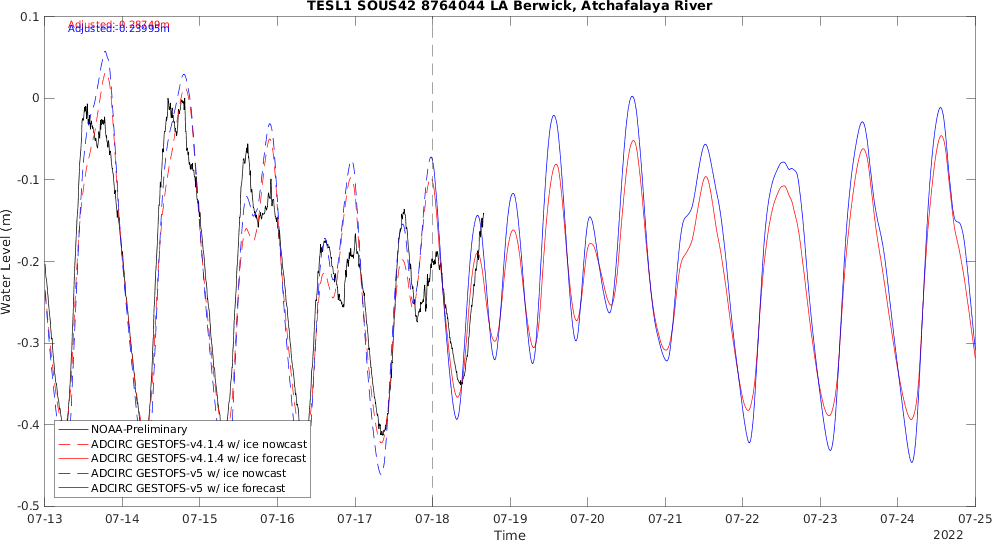 TESL1 SOUS42 8764044 LA Berwick, Atchafalaya River
Adjusted:-0.23995m
0.1
0
-0.1
-0.2
-0.3
-0.4
-0.5
Water Level (m)
NOAA-Preliminary
ADCIRC GESTOFS-v4.1.4 w/ ice nowcast
ADCIRC GESTOFS-v4.1.4 w/ ice forecast
ADCIRC GESTOFS-v5 w/ ice nowcast
ADCIRC GESTOFS-v5 w/ ice forecast
07-13 07-14 07-15 07-16 07-17 07-18 07-19 07-20 07-21 07-22 07-23 07-24 07-25
Time
2022